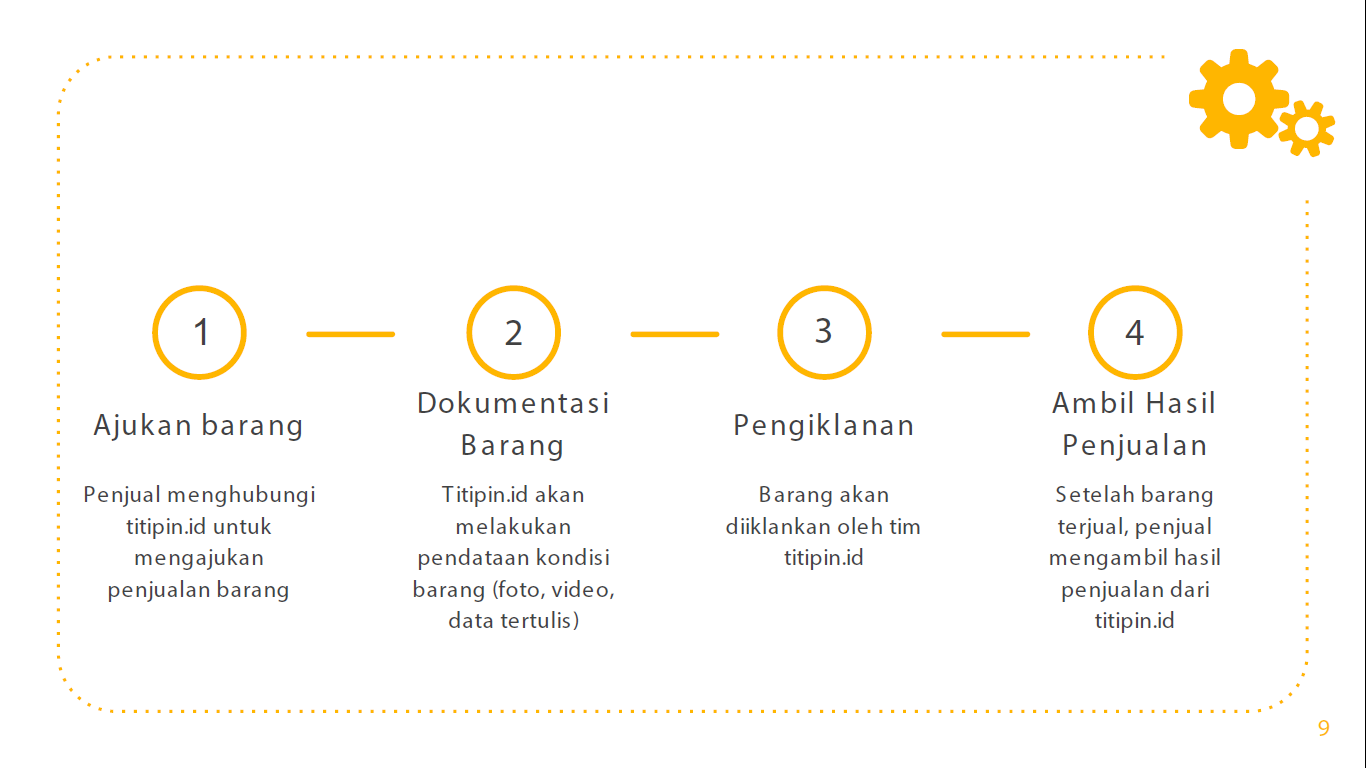 1
Ajukan barang
Penjual menghubungi
titipin.id untuk
mengajukan
penjualan barang
2
Dokumentasi
Barang
Titipin.id akan
melakukan
pendataan kondisi
barang (foto, video,
data tertulis)
3
Pengiklanan
Barang akan
diiklankan oleh tim
titipin.id
4
Ambil Hasil
Penjualan
Setelah barang
terjual, penjual
mengambil hasil
penjualan dari
titipin.id
9